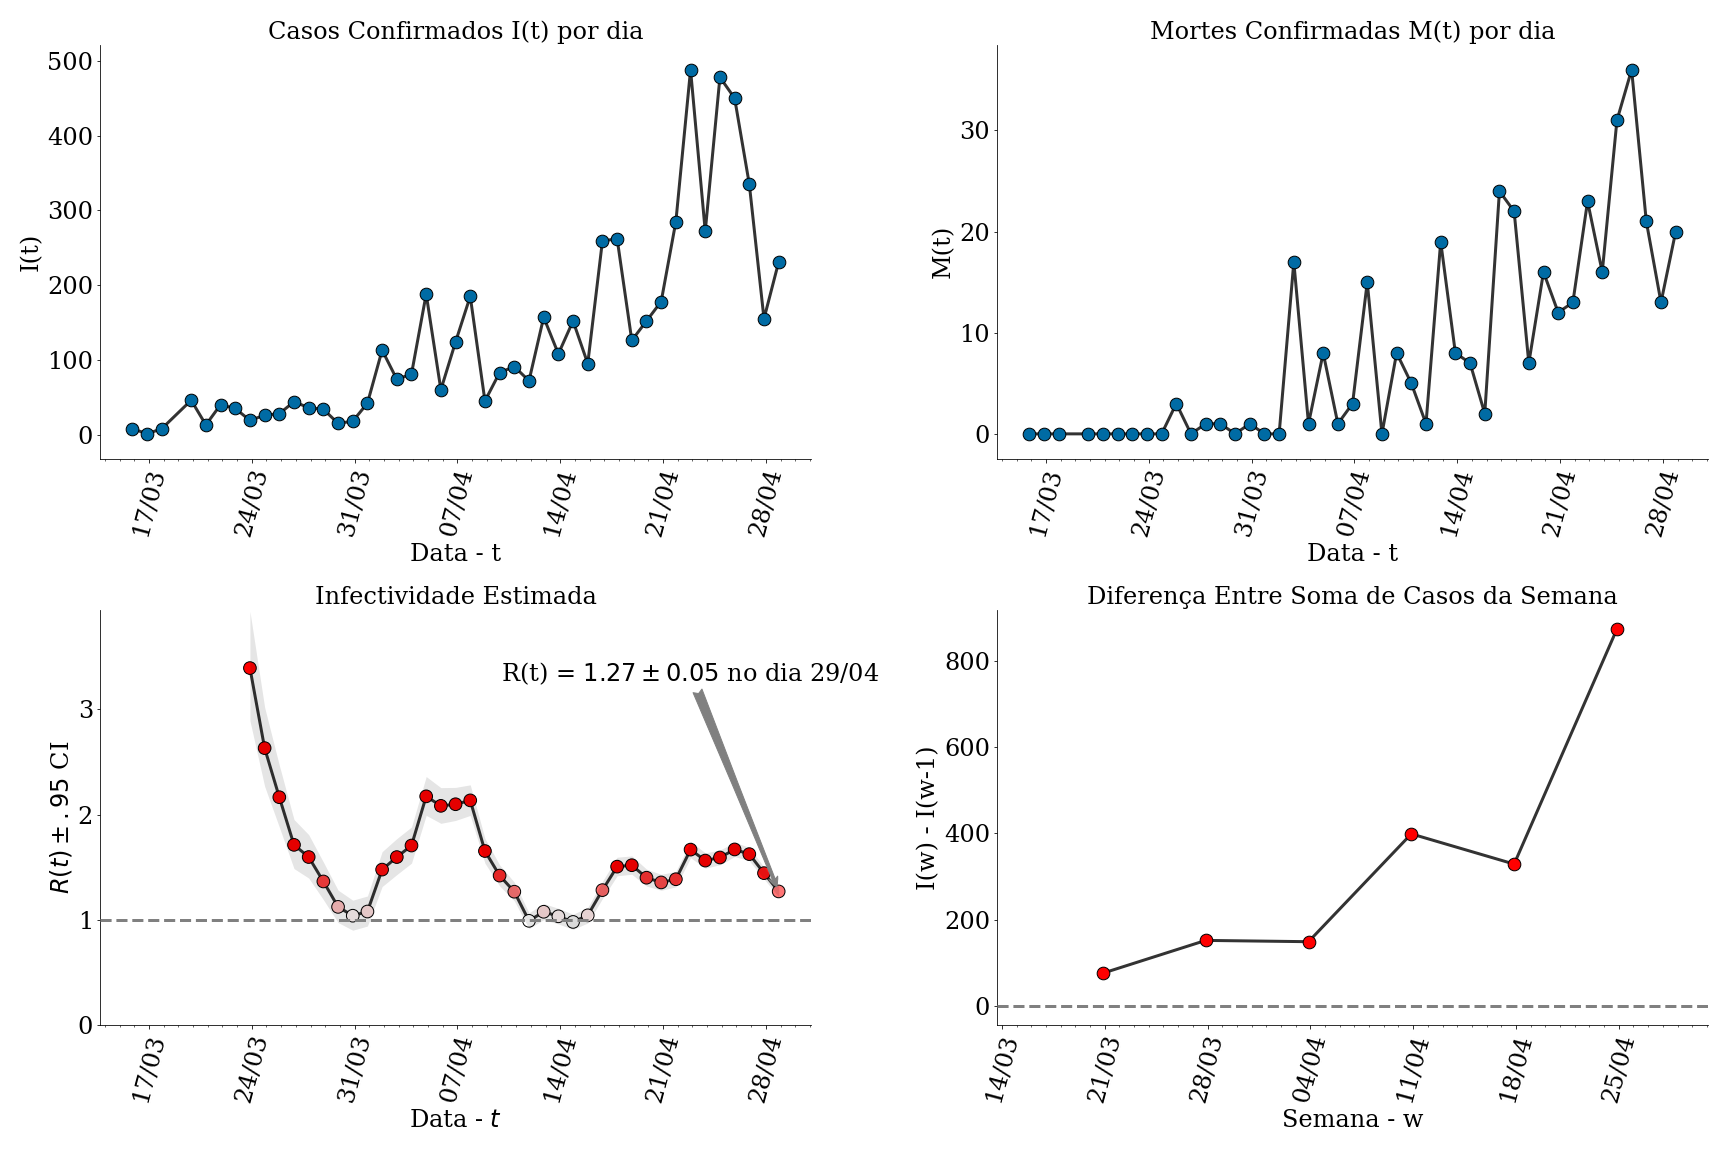 Casos Confirmados I(t) por dia
I(t)
500
400
300
200
100
0
17/03 24/03 31/03 07/04 14/04 21/04 28/04
Data - t
Mortes Confirmadas M(t) por dia
M(t)
30
20
10
0
17/03 24/03 31/03 07/04 14/04 21/04 28/04
Data - t
Infectividade Estimada
R(t) ± .95 CI
R(t) = 1.27 ± 0.05 no dia 29/04
3
2
1
0
17/03 24/03 31/03 07/04 14/04 21/04 28/04
Data - t
Diferença Entre Soma de Casos da Semana
I(w) - I(w-1)
800
600
400
200
0
14/03 21/03 28/03 04/04 11/04 18/04 25/04
Semana - w